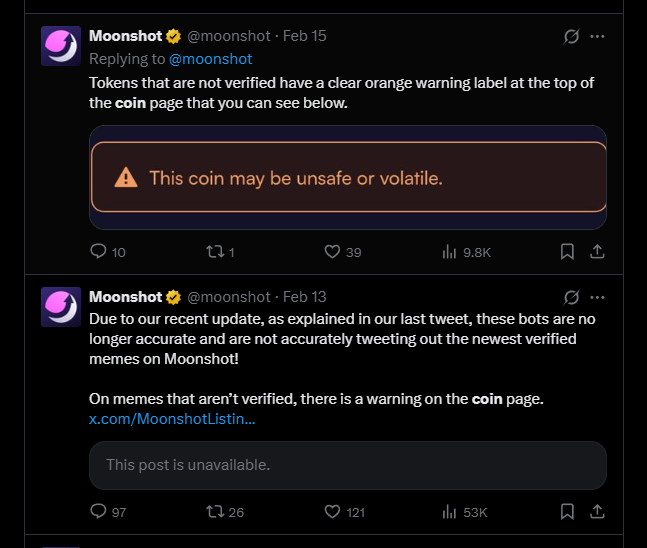 Moonshot @moonshot · Feb 15
Replying to @moonshot
Tokens that are not verified have a clear orange warning label at the top of
the coin page that you can see below.
This coin may be unsafe or volatile.
10 1 39 9.8K
Moonshot @moonshot · Feb 13
Due to our recent update, as explained in our last tweet, these bots are no
longer accurate and are not accurately tweeting out the newest verified
memes on Moonshot!
On memes that aren’t verified, there is a warning on the coin page.
x.com/MoonshotListin...
This post is unavailable.
97 26 121 53K